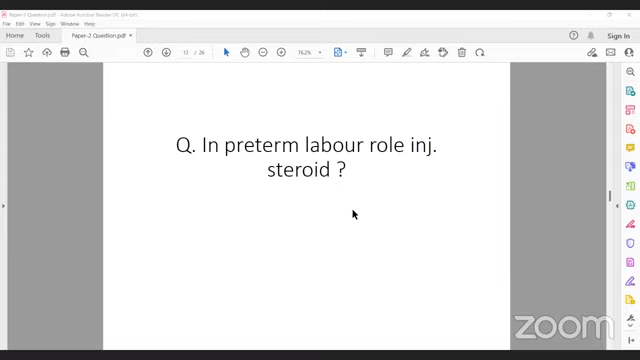 Paper-2 Question.pdf - Adobe Acrobat Reader DC (64-bit)
File Edit View Sign Window Help
Home Tools Paper-2 Question.pdf × Sign In
12 / 26 76.2%
Q. In preterm labour role inj.
steroid ?
zoom